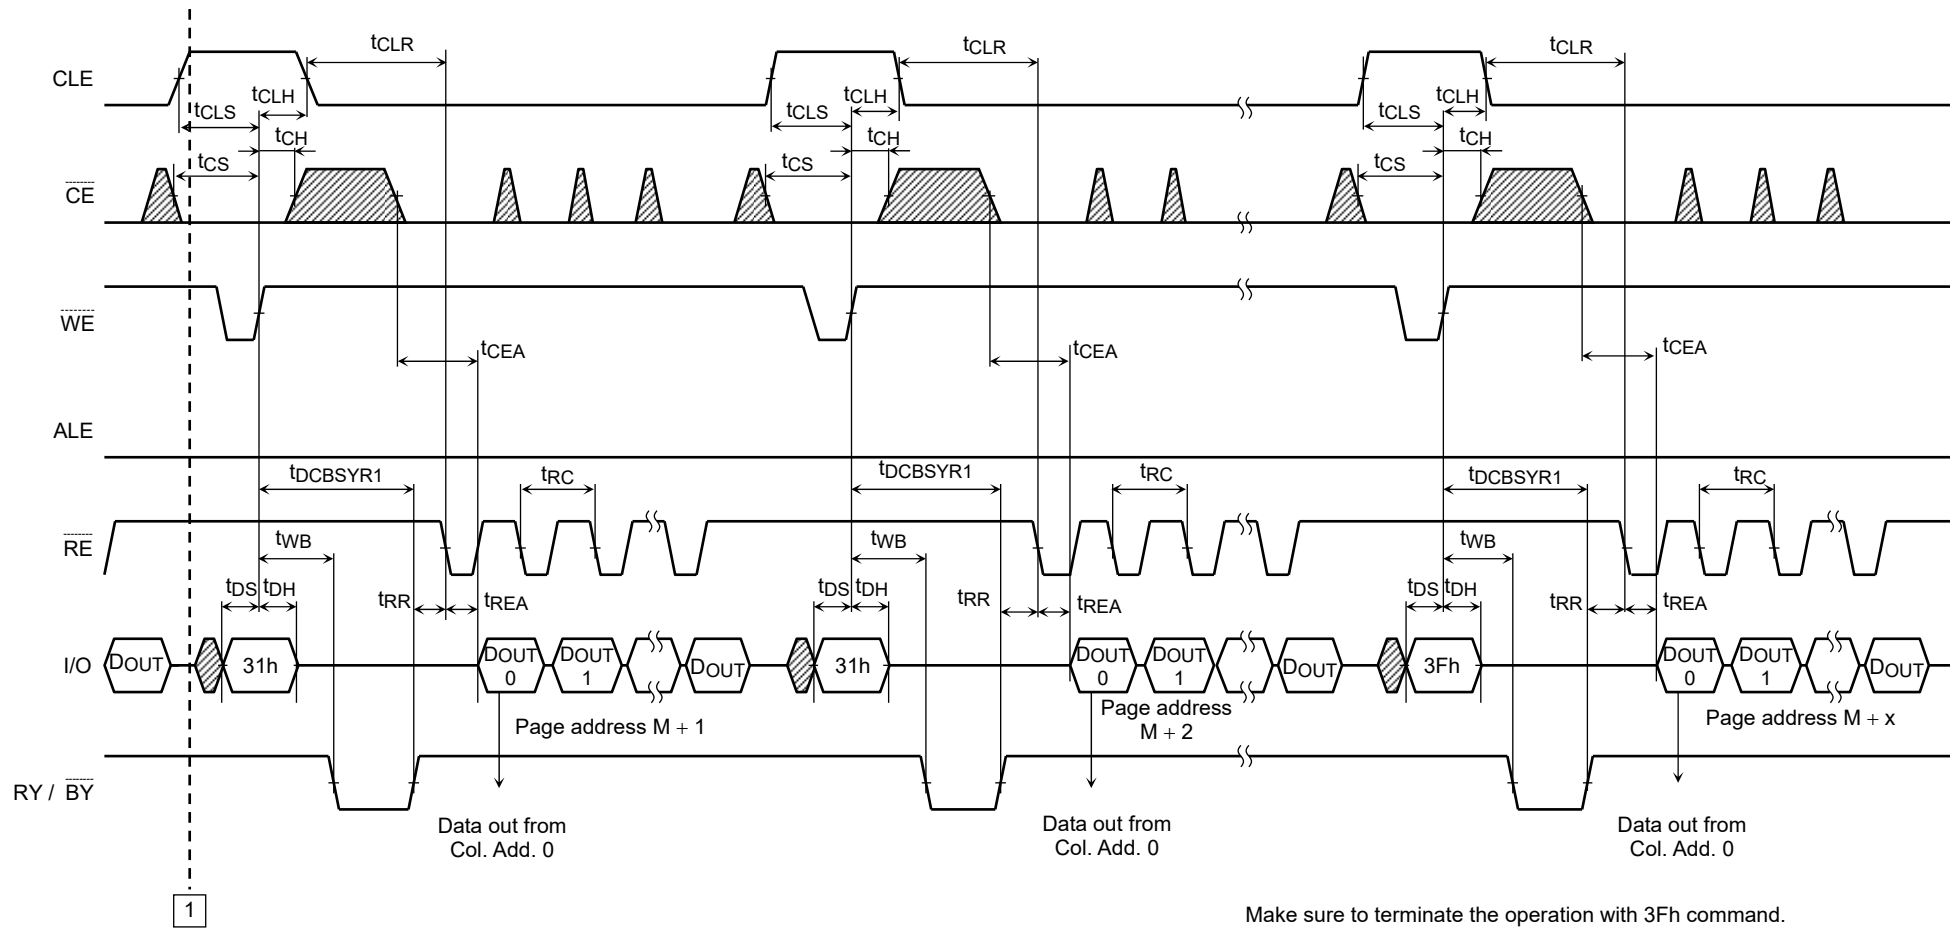 tCLR tCLR tCLR
CLE
tCLH tCLH tCLH
tCLS tCLS tCLS
tCH tCH tCH
tCS tCS tCS
CE
WE
tCEA tCEA tCEA
ALE
tDCBSYR1 tRC tDCBSYR1 tRC tDCBSYR1 tRC
RE tWB tWB tWB
tDS tDH tDS tDH tDS tDH
tRR tREA tRR tREA tRR tREA
I/O DOUT 31h DOUT 0 DOUT 1 DOUT 31h DOUT 0 DOUT 1 DOUT 3Fh DOUT 0 DOUT 1 DOUT
Page address M + 1
Page address
M + 2
Page address M + x
RY / BY
Data out from
Col. Add. 0
Data out from
Col. Add. 0
Data out from
Col. Add. 0
1
Make sure to terminate the operation with 3Fh command.